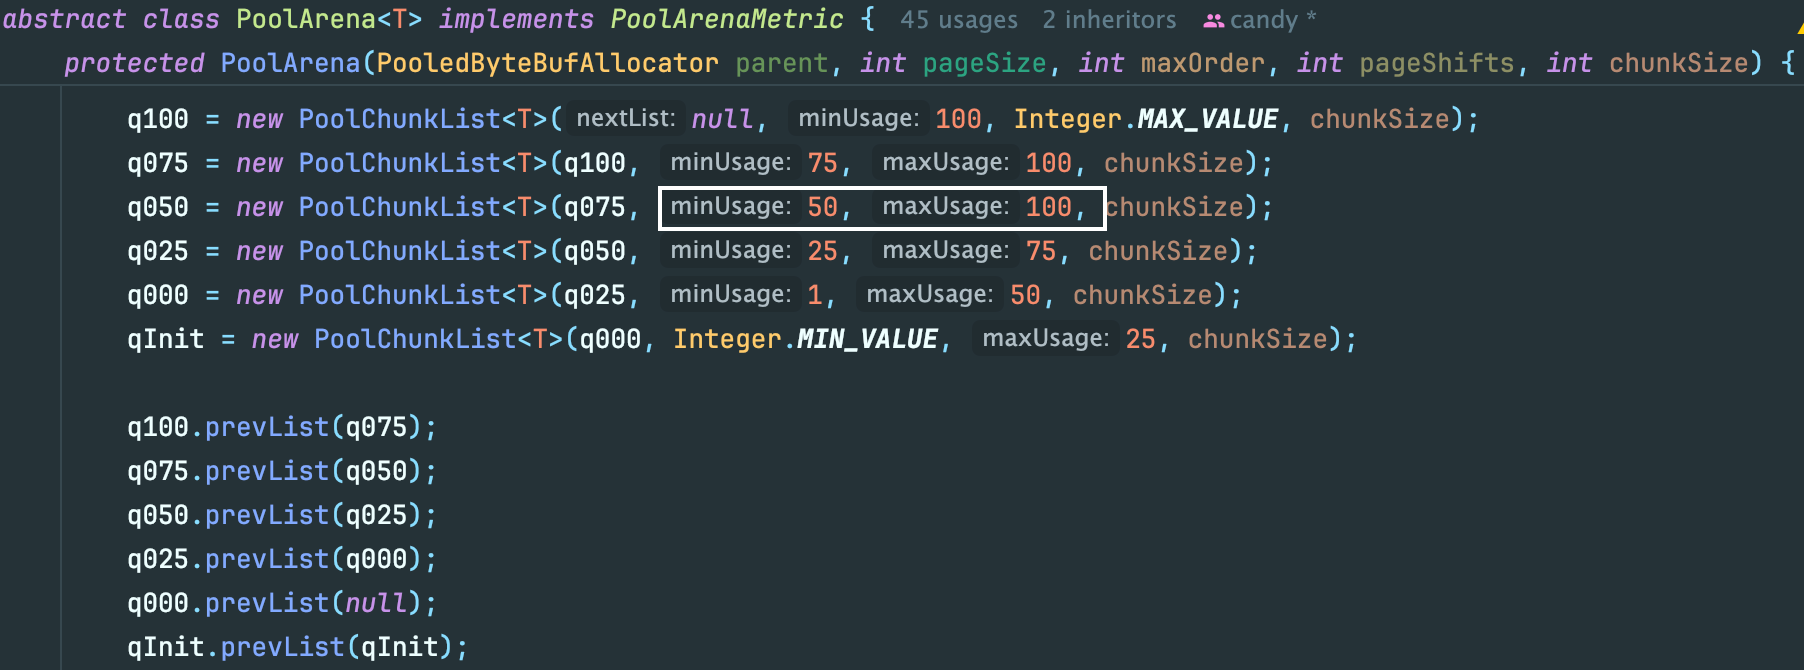 abstract class PoolArena<T> implements PoolArenaMetric { 45 usages 2 inheritors candy *
protected PoolArena(PooledByteBufAllocator parent, int pageSize, int maxOrder, int pageShifts, int chunkSize) {
q100 = new PoolChunkList<T>( nextList: null, minUsage: 100, Integer.MAX_VALUE, chunkSize);
q075 = new PoolChunkList<T>(q100, minUsage: 75, maxUsage: 100, chunkSize);
q050 = new PoolChunkList<T>(q075, minUsage: 50, maxUsage: 100, chunkSize);
q025 = new PoolChunkList<T>(q050, minUsage: 25, maxUsage: 75, chunkSize);
q000 = new PoolChunkList<T>(q025, minUsage: 1, maxUsage: 50, chunkSize);
qInit = new PoolChunkList<T>(q000, Integer.MIN_VALUE, maxUsage: 25, chunkSize);
q100.prevList(q075);
q075.prevList(q050);
q050.prevList(q025);
q025.prevList(q000);
q000.prevList(null);
qInit.prevList(qInit);